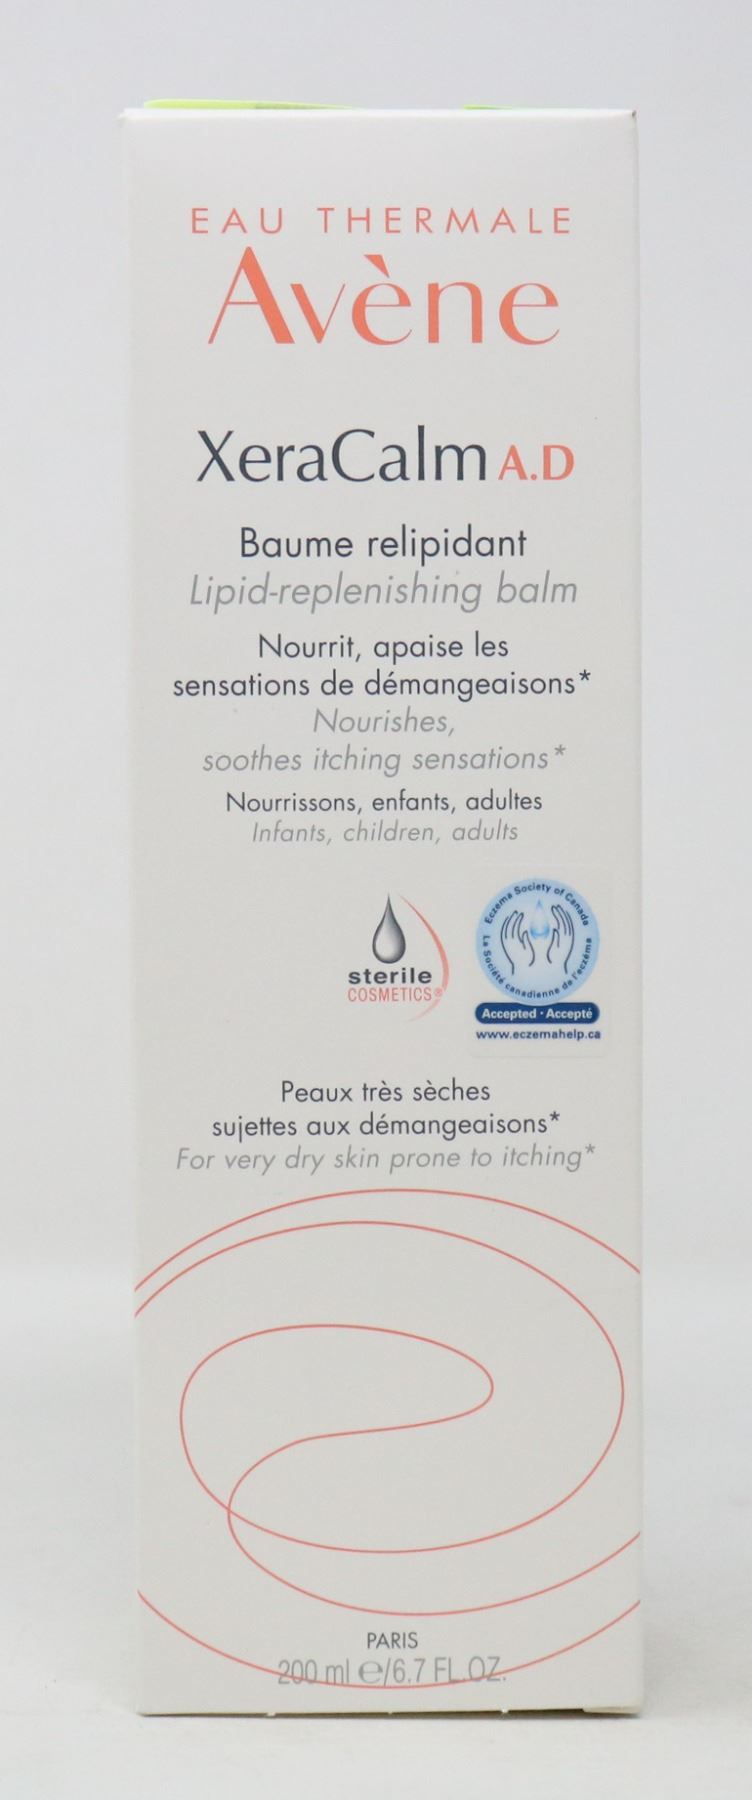 EAU THERMALE
Avène
XeraCalm A.D
Baume relipidant
Lipid-replenishing balm
Nourrit, apaise les
sensations de démangeaisons*
Nourishes,
soothes itching sensations*
Nourrissons, enfants, adultes
Infants, children, adults
sterile
COSMETICS®
Eczema Society of Canada
La Société canadienne de l'eczéma
Accepted · Accepté
www.eczemahelp.ca
Peaux très sèches
sujettes aux démangeaisons*
For very dry skin prone to itching*
PARIS
200 ml ℮/6.7 FL.OZ.